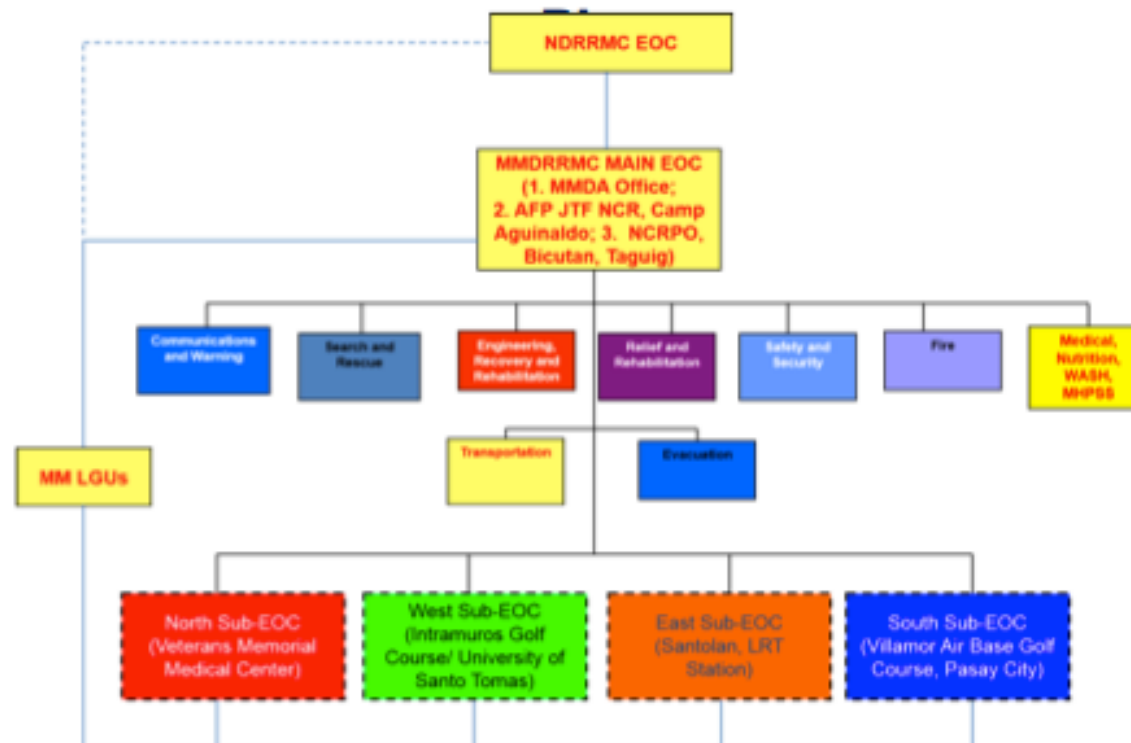 NDRRMC EOC
MMDRRMC MAIN EOC
(1. MMDA Office;
2. AFP JTF NCR, Camp
Aguinaldo; 3. NCRPO,
Bicutan, Taguig)
Communications
and Warning
Search and
Rescue
Engineering,
Recovery and
Rehabilitation
Relief and
Rehabilitation
Safety and
Security
Fire
Medical,
Nutrition,
WASH,
MHPSS
Transportation
Evacuation
MM LGUs
North Sub-EOC
(Veterans Memorial
Medical Center)
West Sub-EOC
(Intramuros Golf
Course/ University of
Santo Tomas)
East Sub-EOC
(Santolan, LRT
Station)
South Sub-EOC
(Villamor Air Base Golf
Course, Pasay City)